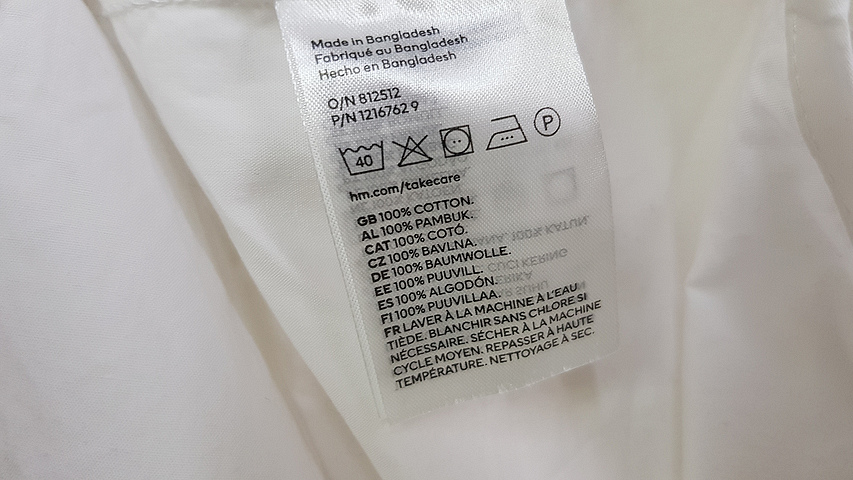 Made in Bangladesh
Fabriqué au Bangladesh
Hecho en Bangladesh
O/N 812512
P/N 1216762 9
40 P
hm.com/takecare
GB 100% COTTON.
AL 100% PAMBUK.
CAT 100% COTÓ.
CZ 100% BAVLNA.
DE 100% BAUMWOLLE.
EE 100% PUUVILL.
ES 100% ALGODÓN.
FI 100% PUUVILLAA.
FR LAVER À LA MACHINE À L'EAU
TIÈDE. BLANCHIR SANS CHLORE SI
NÉCESSAIRE. SÉCHER À LA MACHINE
CYCLE MOYEN. REPASSER À HAUTE
TEMPÉRATURE. NETTOYAGE À SEC.